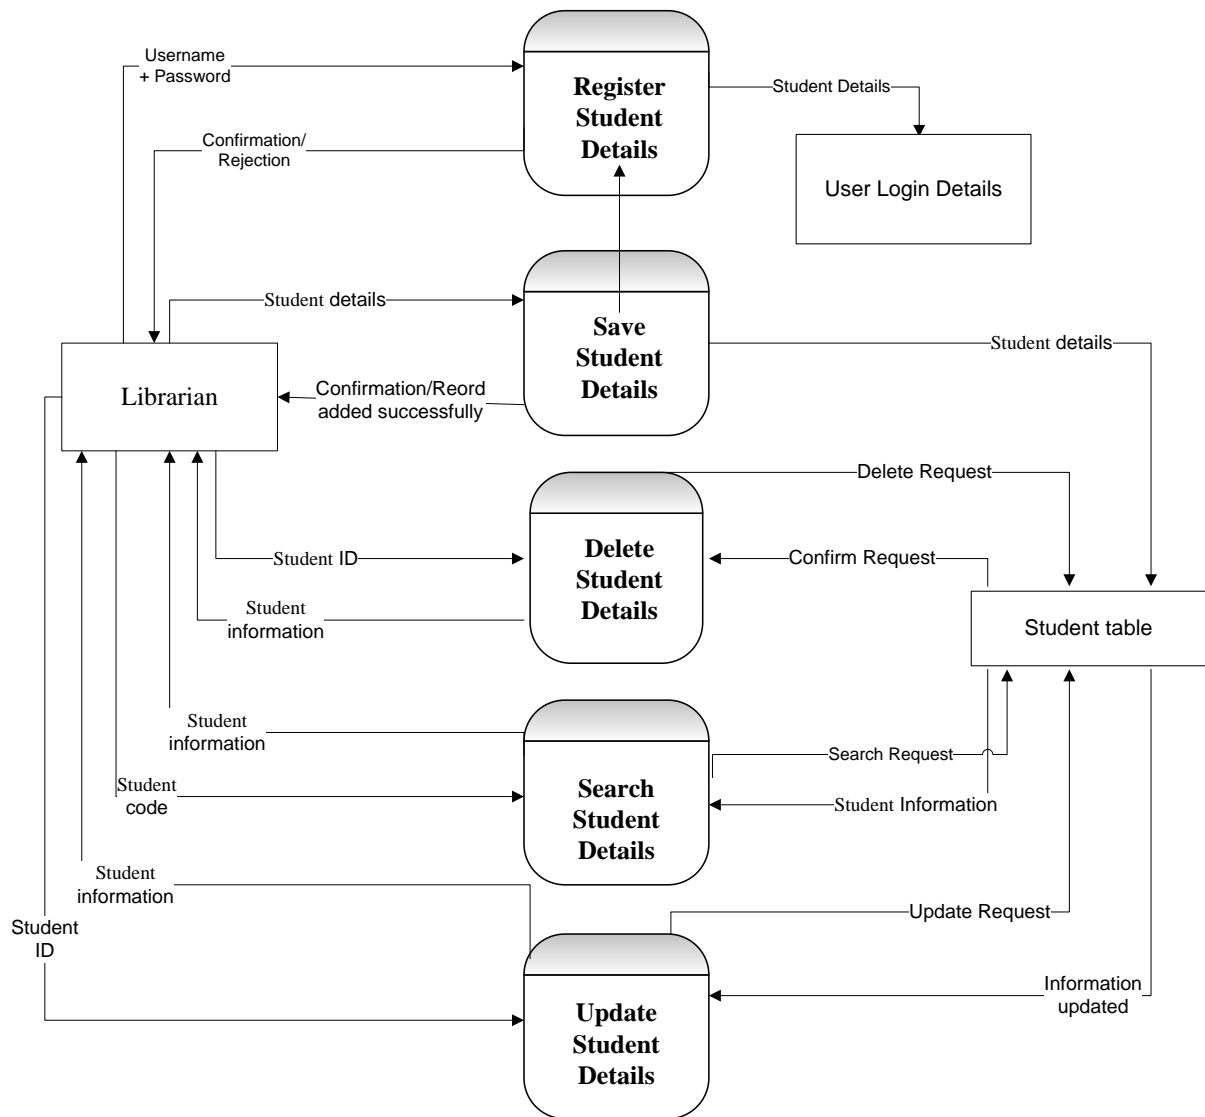 Username
+ Password
Register
Student
Details
Student Details
Confirmation/
Rejection
User Login Details
Student details
Save
Student
Details
Student details
Librarian
Confirmation/Reord
added successfully
Delete Request
Student ID
Delete
Student
Details
Confirm Request
Student
information
Student table
Student
information
Search Request
Student
code
Search
Student
Details
Student Information
Student
information
Update Request
Student
ID
Update
Student
Details
Information
updated